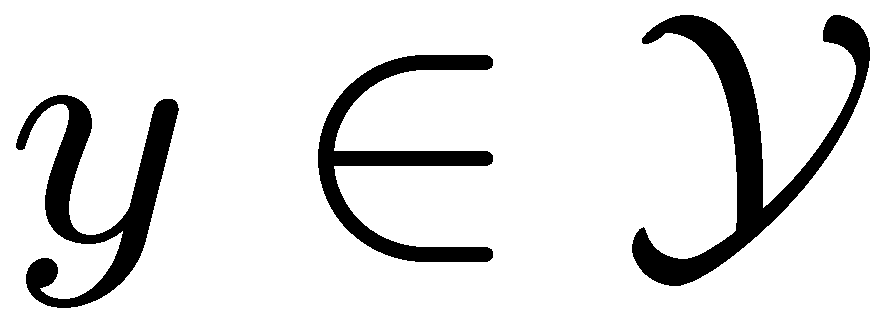 y ∈ 𝒴